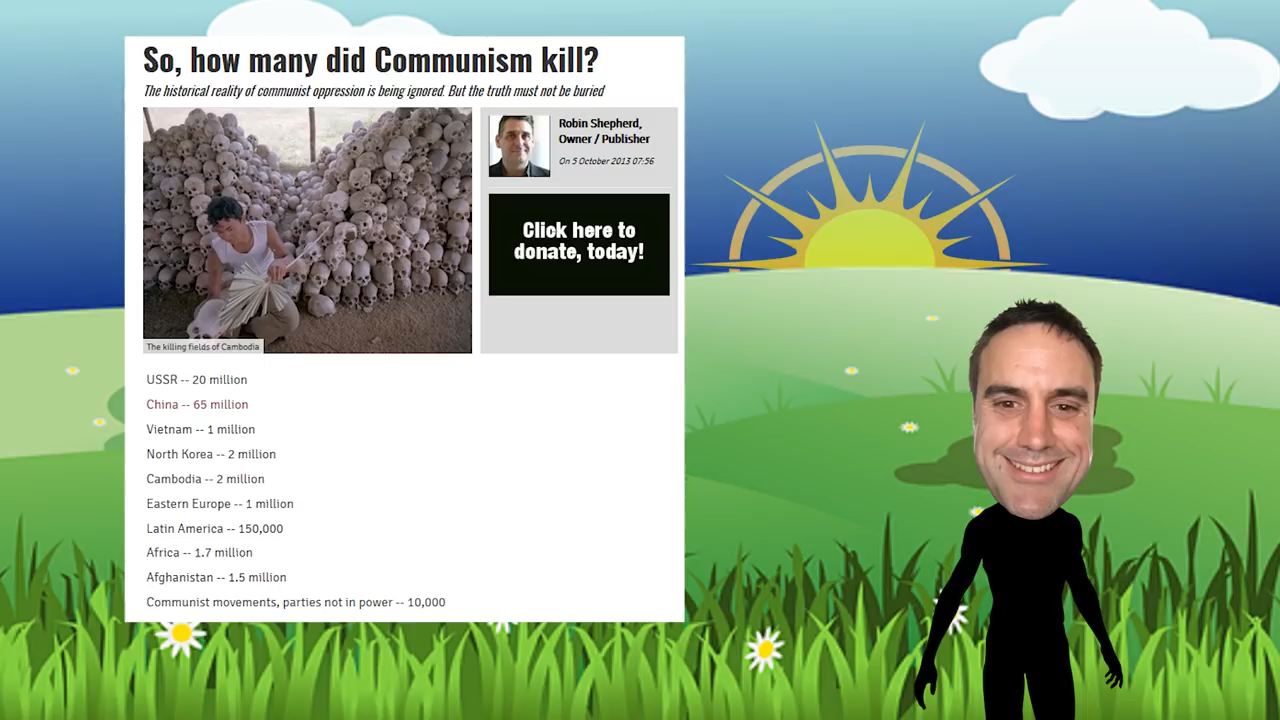 So, how many did Communism kill?
The historical reality of communist oppression is being ignored. But the truth must not be buried
Robin Shepherd,
Owner / Publisher
On 5 October 2013 07:56
Click here to
donate, today!
The killing fields of Cambodia
USSR -- 20 million
China -- 65 million
Vietnam -- 1 million
North Korea -- 2 million
Cambodia -- 2 million
Eastern Europe -- 1 million
Latin America -- 150,000
Africa -- 1.7 million
Afghanistan -- 1.5 million
Communist movements, parties not in power -- 10,000